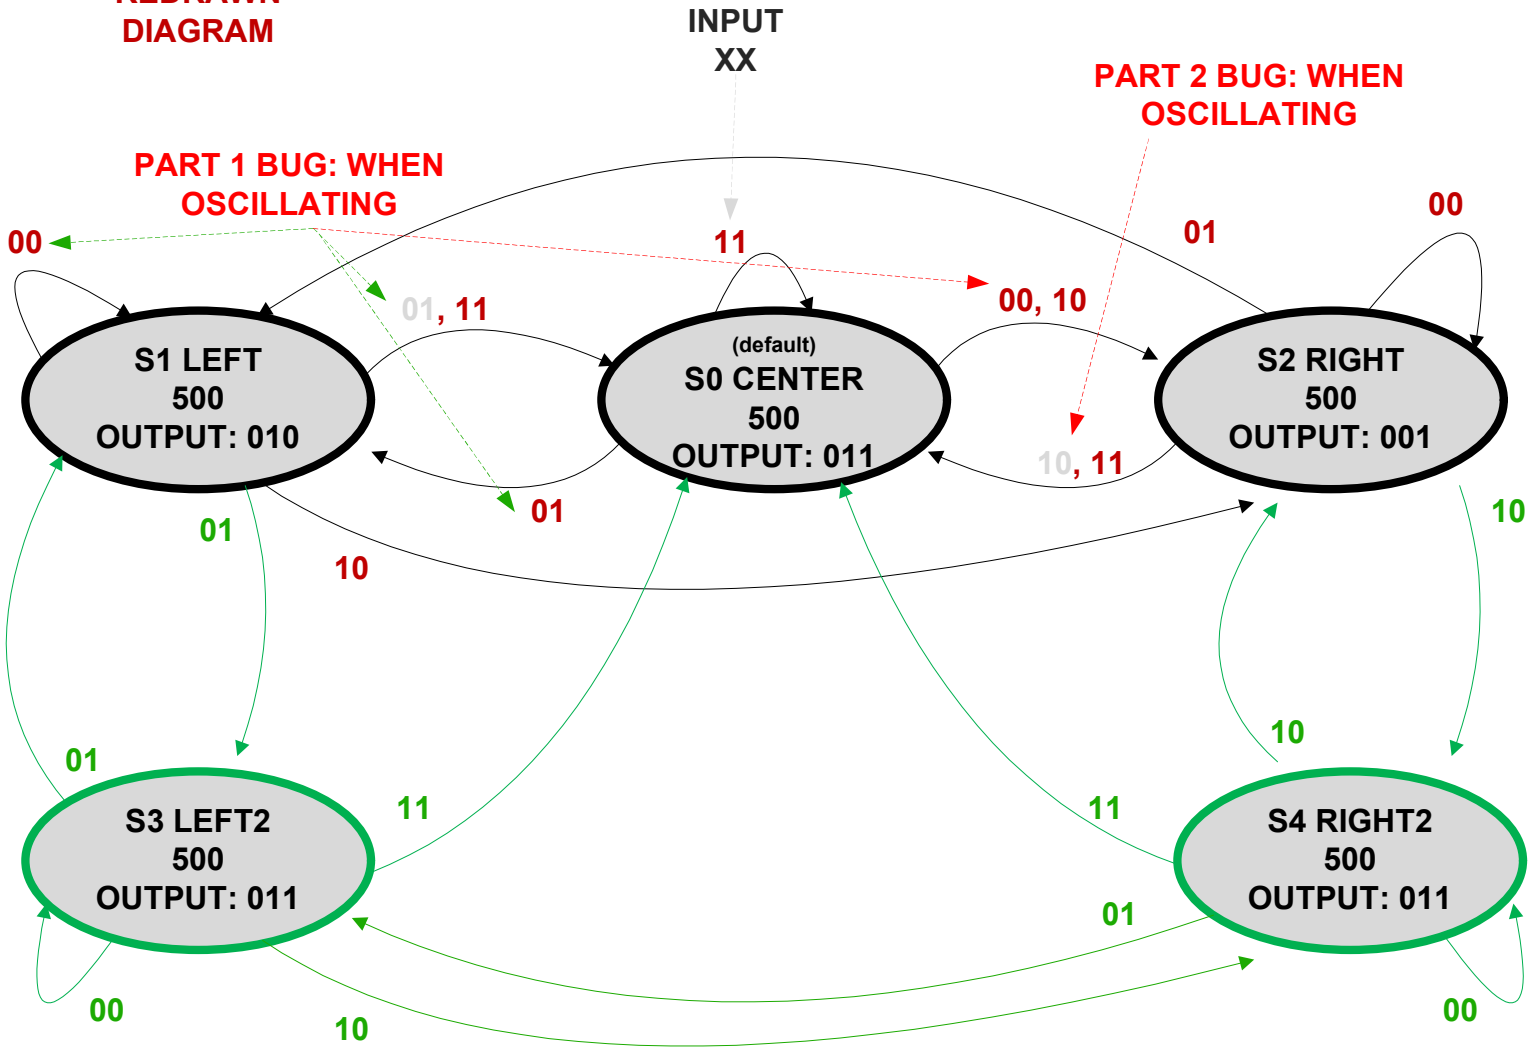 REDRAWN
DIAGRAM
INPUT
XX
PART 2 BUG: WHEN
OSCILLATING
PART 1 BUG: WHEN
OSCILLATING
00
11
01
00
01, 11
00, 10
S1 LEFT
500
OUTPUT: 010
(default)
S0 CENTER
500
OUTPUT: 011
S2 RIGHT
500
OUTPUT: 001
10, 11
01
01
10
10
01
10
11
11
S3 LEFT2
500
OUTPUT: 011
S4 RIGHT2
500
OUTPUT: 011
01
00
10
00